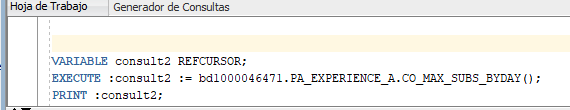 Hoja de Trabajo Generador de Consultas
VARIABLE consult2 REFCURSOR;
EXECUTE :consult2 := bd1000046471.PA_EXPERIENCE_A.CO_MAX_SUBS_BYDAY();
PRINT :consult2;